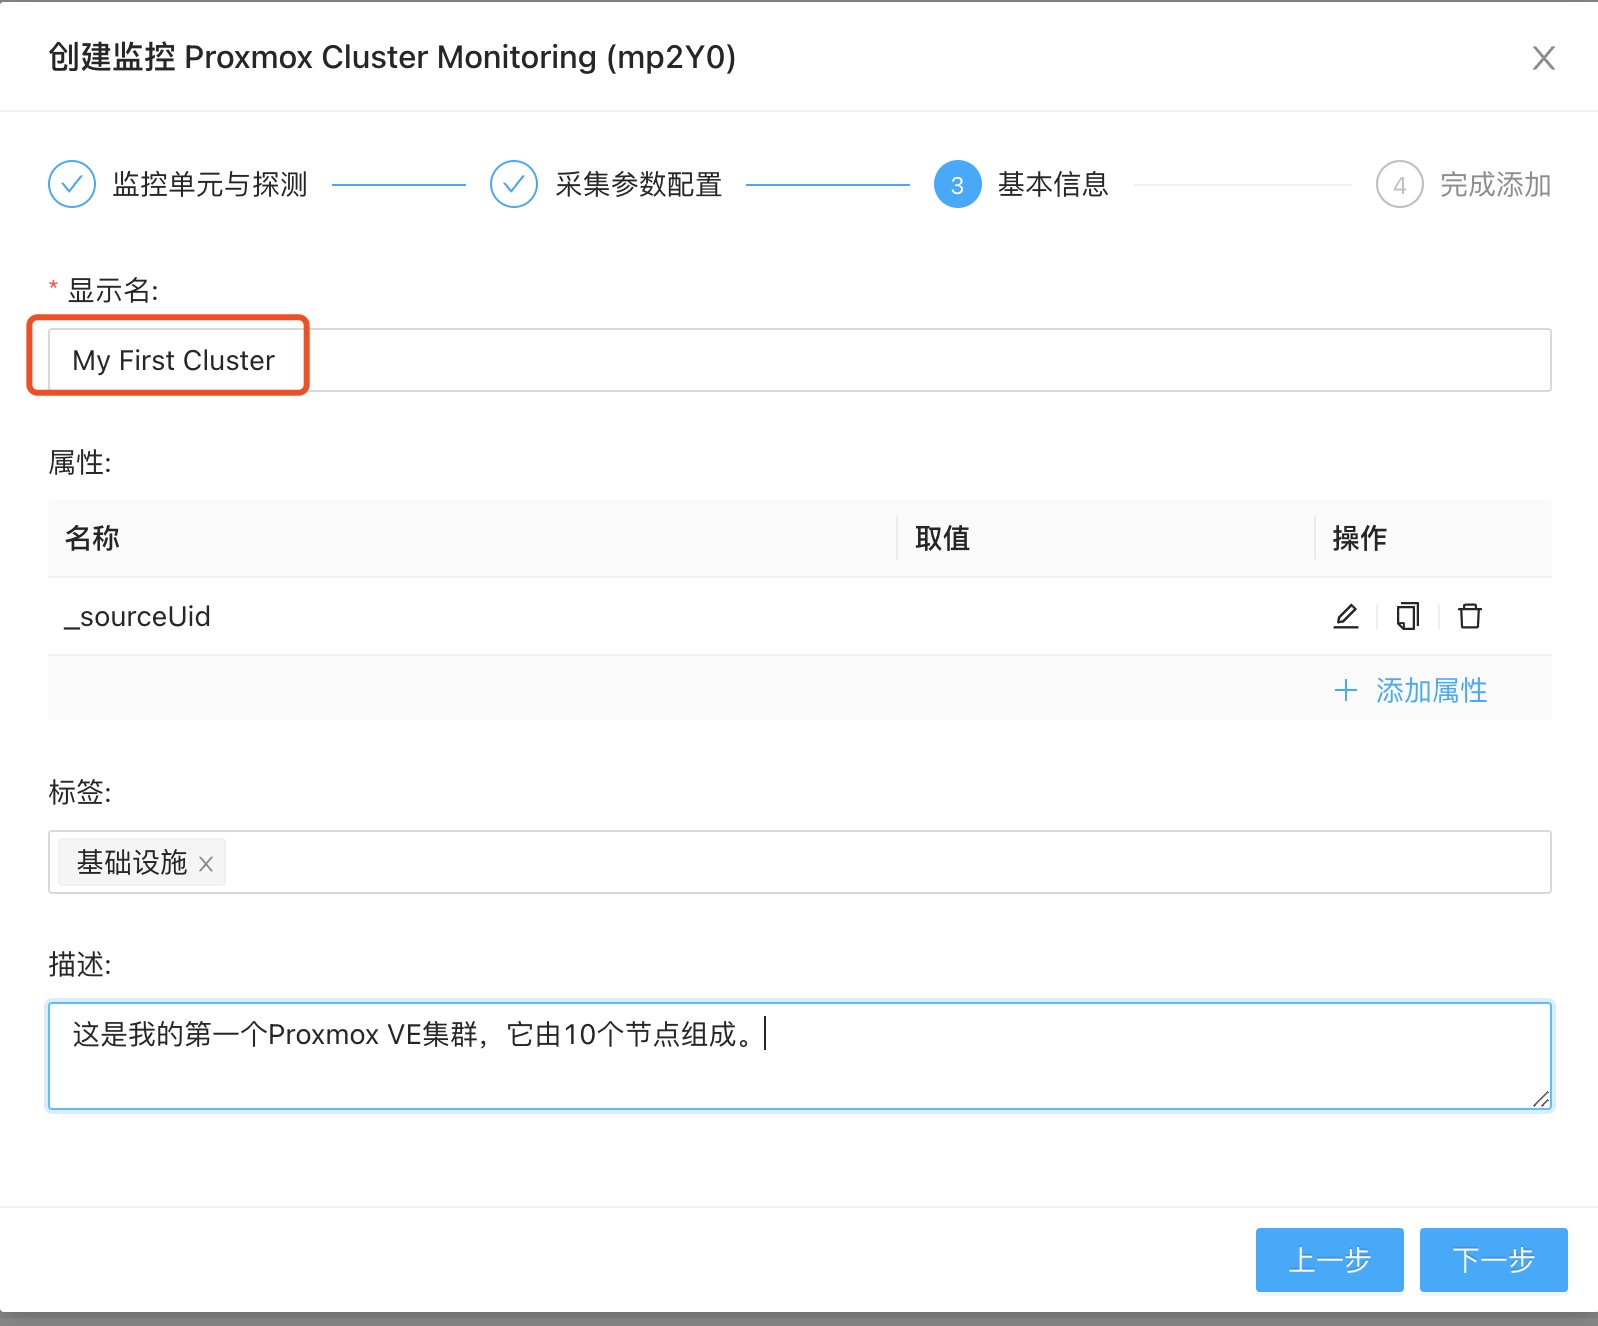 创建监控 Proxmox Cluster Monitoring (mp2Y0)
监控单元与探测 采集参数配置 3 基本信息 4 完成添加
* 显示名:
My First Cluster
属性:
名称 取值 操作
_sourceUid
+ 添加属性
标签:
基础设施 ×
描述:
这是我的第一个Proxmox VE集群，它由10个节点组成。
上一步 下一步